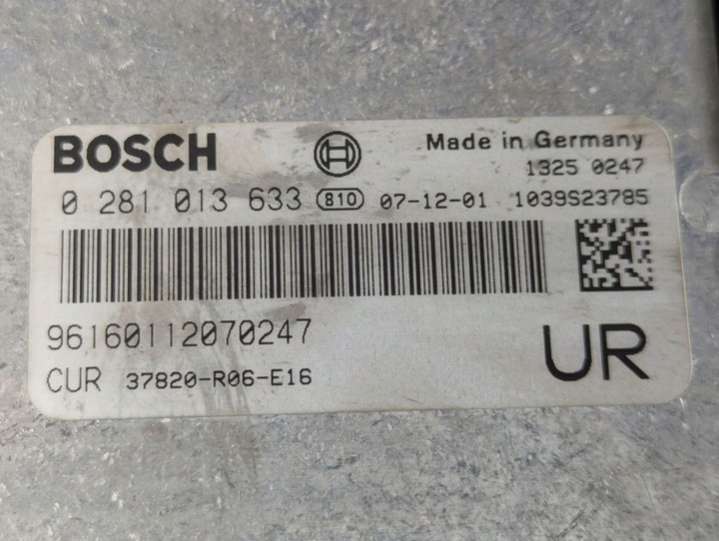 BOSCH Made in Germany
1325 0247
0 281 013 633 810 07-12-01 1039S23785
96160112070247
CUR 37820-R06-E16
UR